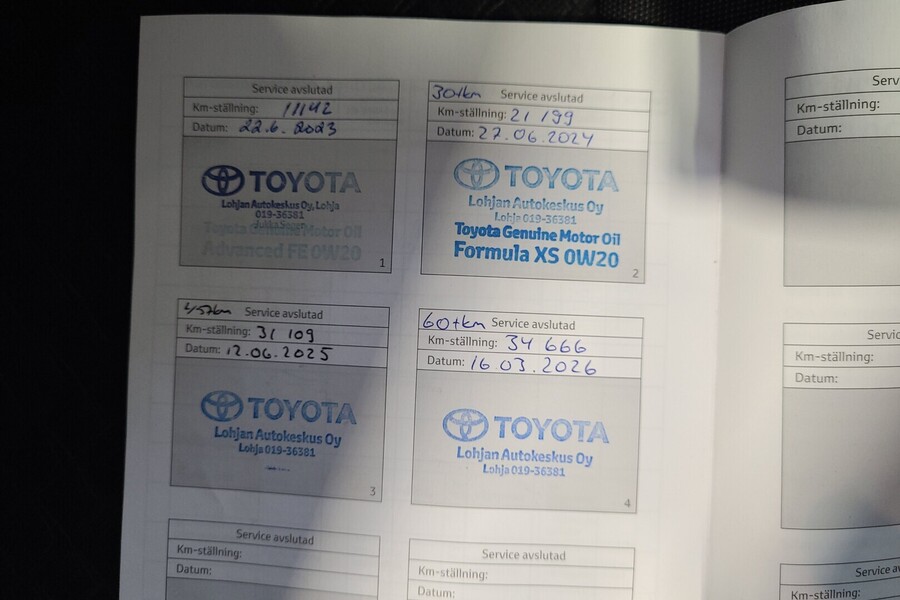 Service avslutad
Km-ställning: 11142
Datum: 22.6. 2023
TOYOTA
Lohjan Autokeskus Oy, Lohja
019-36381
Toyota Genuine Motor Oil
Advanced FE 0W20
1
30tkm Service avslutad
Km-ställning: 21 199
Datum: 27.06.2024
TOYOTA
Lohjan Autokeskus Oy
Lohja 019-36381
Toyota Genuine Motor Oil
Formula XS 0W20
2
45tkm Service avslutad
Km-ställning: 31 109
Datum: 12.06.2025
TOYOTA
Lohjan Autokeskus Oy
Lohja 019-36381
3
60tkm Service avslutad
Km-ställning: 34 666
Datum: 16 03.2026
TOYOTA
Lohjan Autokeskus Oy
Lohja 019-36381
4
Service avslutad
Km-ställning:
Datum:
Service avslutad
Km-ställning:
Datum:
Km-ställning:
Datum:
Km-ställning:
Datum:
Km-ställning: